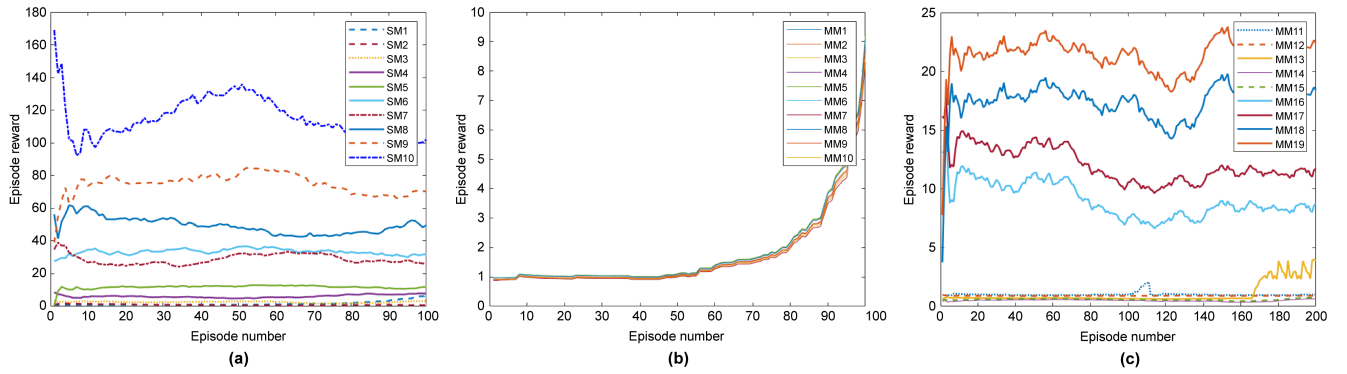 180
160
140
120
100
80
60
40
20
0
Episode reward
0 10 20 30 40 50 60 70 80 90 100
Episode number
SM1
SM2
SM3
SM4
SM5
SM6
SM7
SM8
SM9
SM10
(a)
10
9
8
7
6
5
4
3
2
1
0
Episode reward
0 10 20 30 40 50 60 70 80 90 100
Episode number
MM1
MM2
MM3
MM4
MM5
MM6
MM7
MM8
MM9
MM10
(b)
25
20
15
10
5
0
Episode reward
0 20 40 60 80 100 120 140 160 180 200
Episode number
MM11
MM12
MM13
MM14
MM15
MM16
MM17
MM18
MM19
(c)